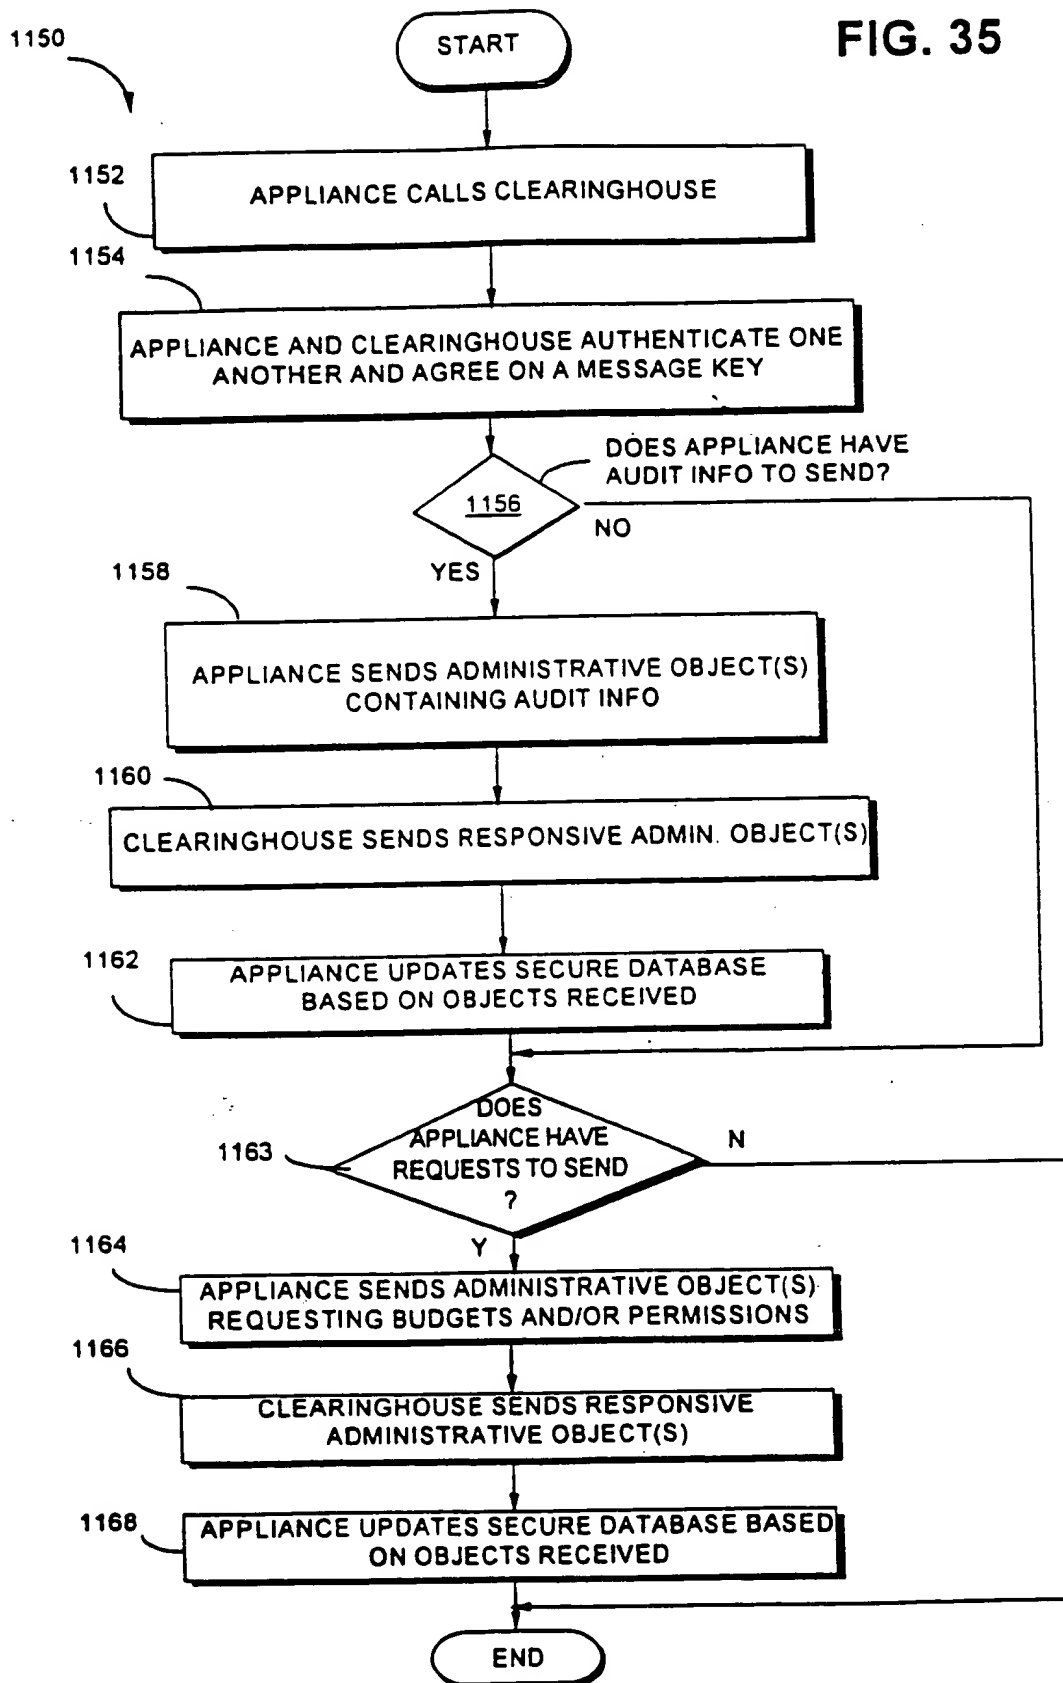 FIG. 35
1150
START
1152
APPLIANCE CALLS CLEARINGHOUSE
1154
APPLIANCE AND CLEARINGHOUSE AUTHENTICATE ONE
ANOTHER AND AGREE ON A MESSAGE KEY
DOES APPLIANCE HAVE
AUDIT INFO TO SEND?
1156
NO
YES
1158
APPLIANCE SENDS ADMINISTRATIVE OBJECT(S)
CONTAINING AUDIT INFO
1160
CLEARINGHOUSE SENDS RESPONSIVE ADMIN. OBJECT(S)
1162
APPLIANCE UPDATES SECURE DATABASE
BASED ON OBJECTS RECEIVED
1163
DOES
APPLIANCE HAVE
REQUESTS TO SEND
?
N
Y
1164
APPLIANCE SENDS ADMINISTRATIVE OBJECT(S)
REQUESTING BUDGETS AND/OR PERMISSIONS
1166
CLEARINGHOUSE SENDS RESPONSIVE
ADMINISTRATIVE OBJECT(S)
1168
APPLIANCE UPDATES SECURE DATABASE BASED
ON OBJECTS RECEIVED
END